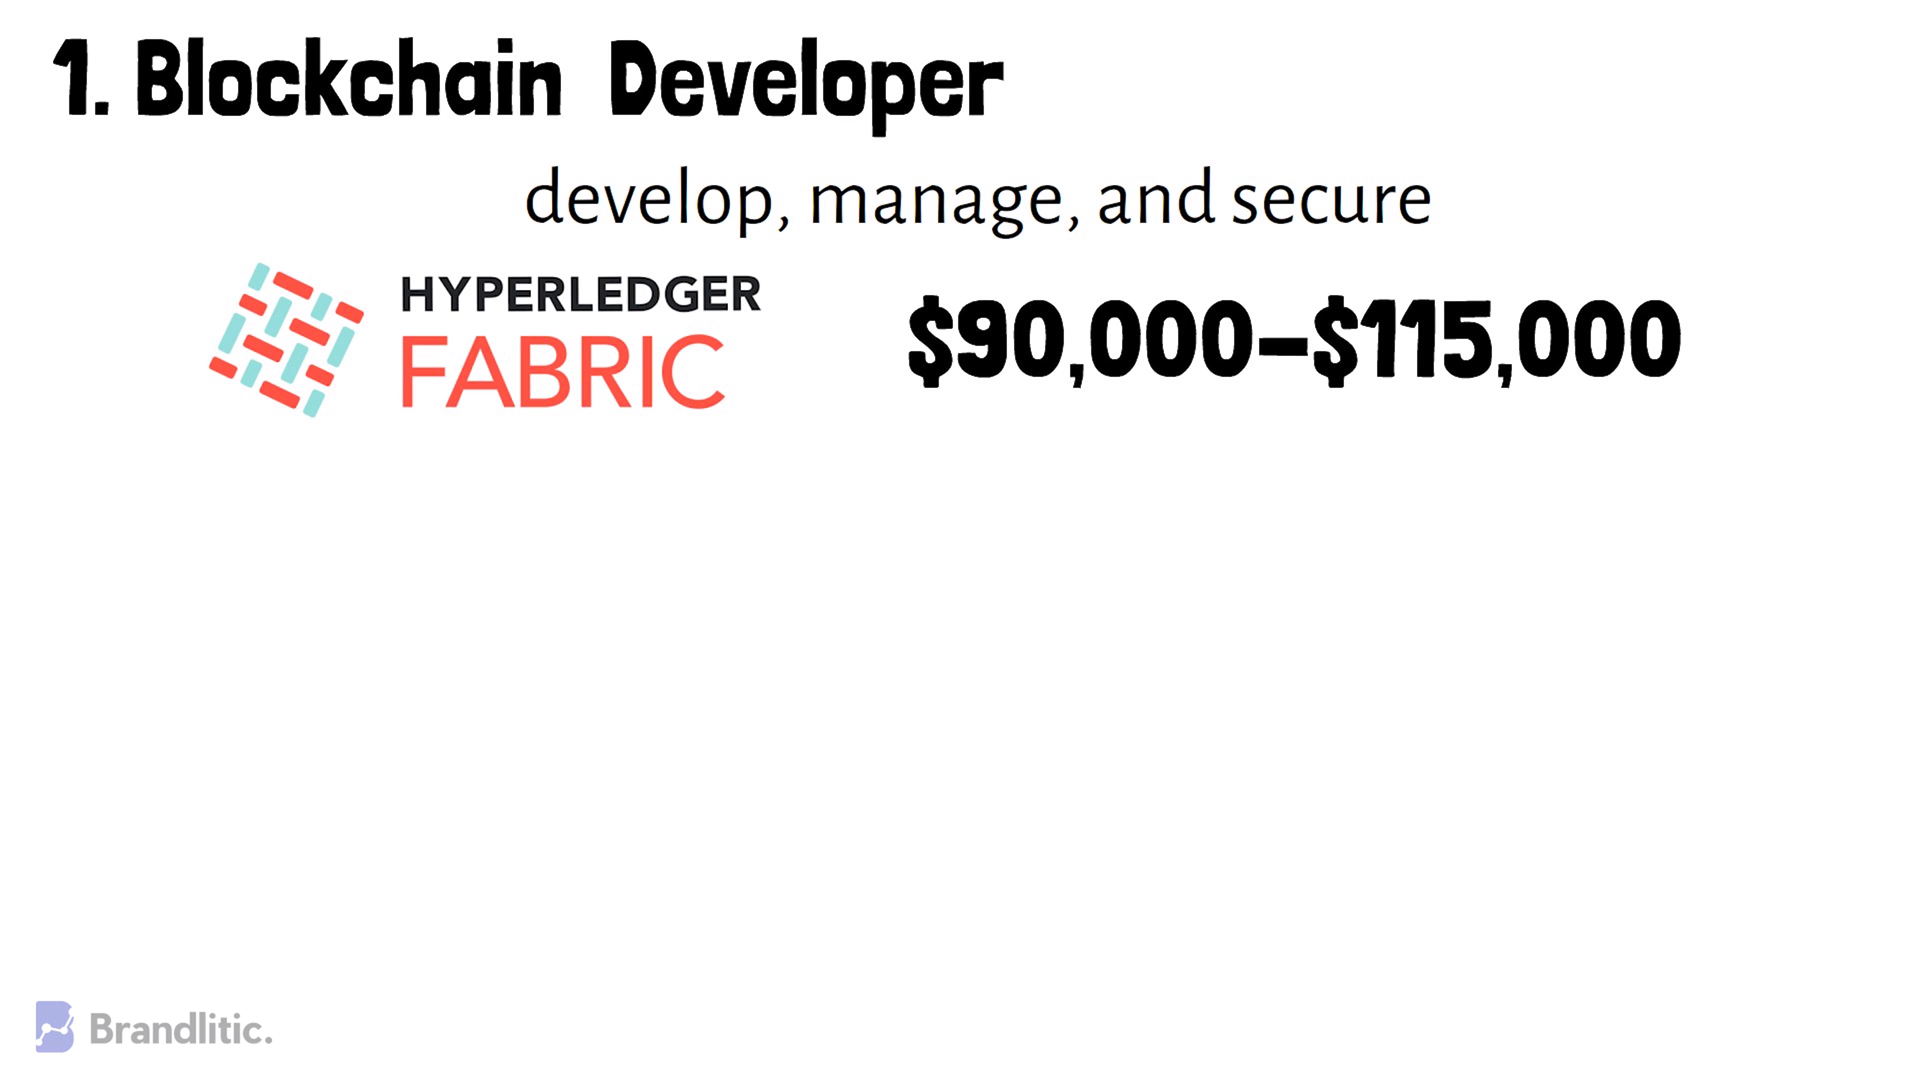 1. Blockchain Developer
develop, manage, and secure
HYPERLEDGER
FABRIC
$90,000–$115,000
Brandlitic.